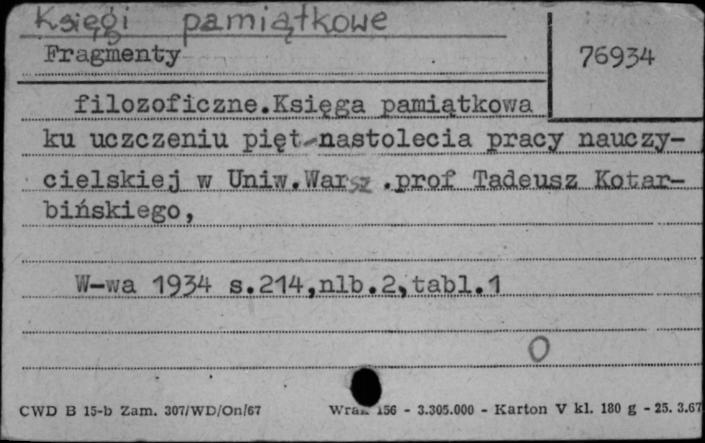 Księgi pamiątkowe
Fragmenty
76934
filozoficzne.Księga pamiątkowa
ku uczczeniu pięt-nastolecia pracy nauczy-
cielskiej w Uniw.Warsz .prof Tadeusz Kotar-
bińskiego,
W-wa 1934 s.214,nlb.2,tabl.1
O
CWD B 15-b Zam. 307/WD/On/67 156 - 3.305.000 - Karton V kl. 180 g - 25. 3.67